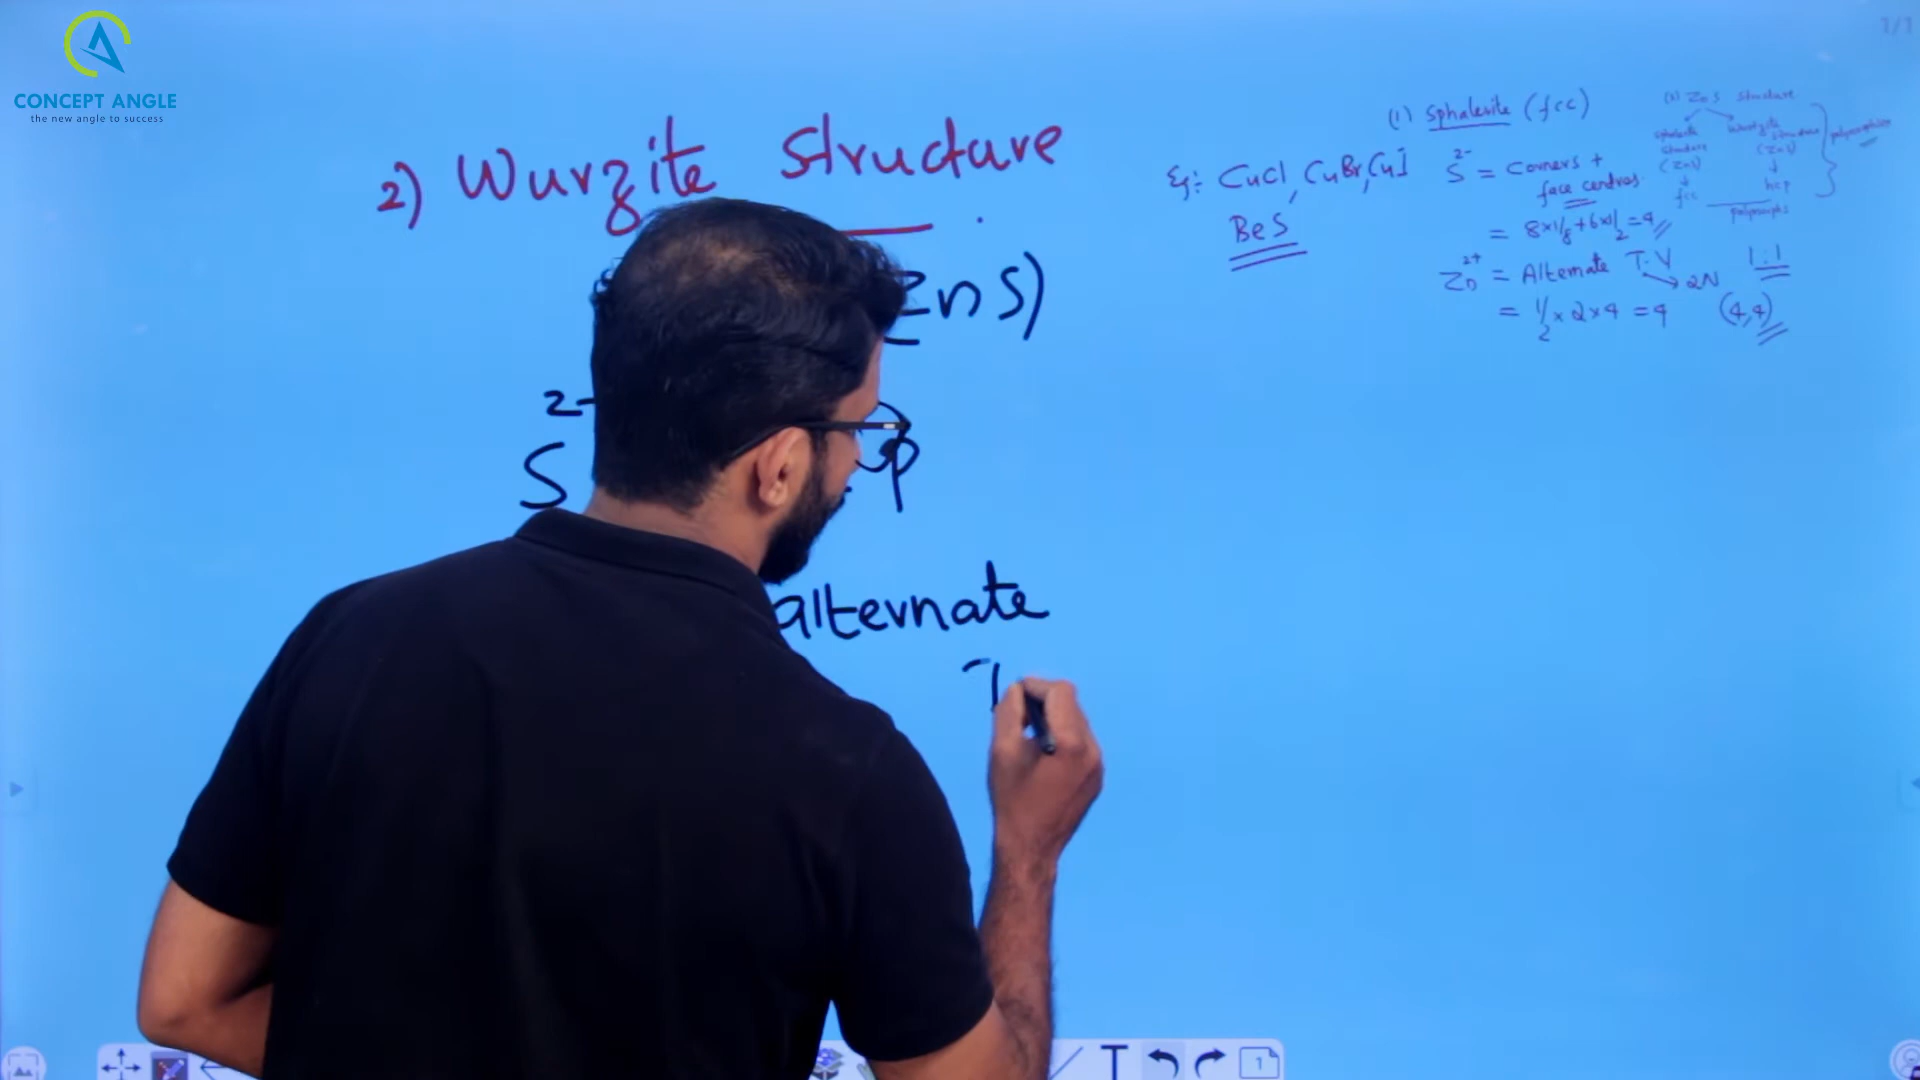 CONCEPT ANGLE
the new angle to success
1/1
2) Wurzite structure
ZnS)
2-
S
alternate
T
Eg:- CuCl, CuBr, CuI
BeS
(1) Sphalerite (fcc)
S²⁻ = Corners +
face centres.
= 8×1/8 + 6×1/2 = 4
Zn²⁺ = Alternate T.V
→ 2N
= 1/2 × 2 × 4 = 4
1:1
(4,4)
ZnS structure
structure
(ZnS)
fcc
structure
(ZnS)
hcp
polymorphs
T
1